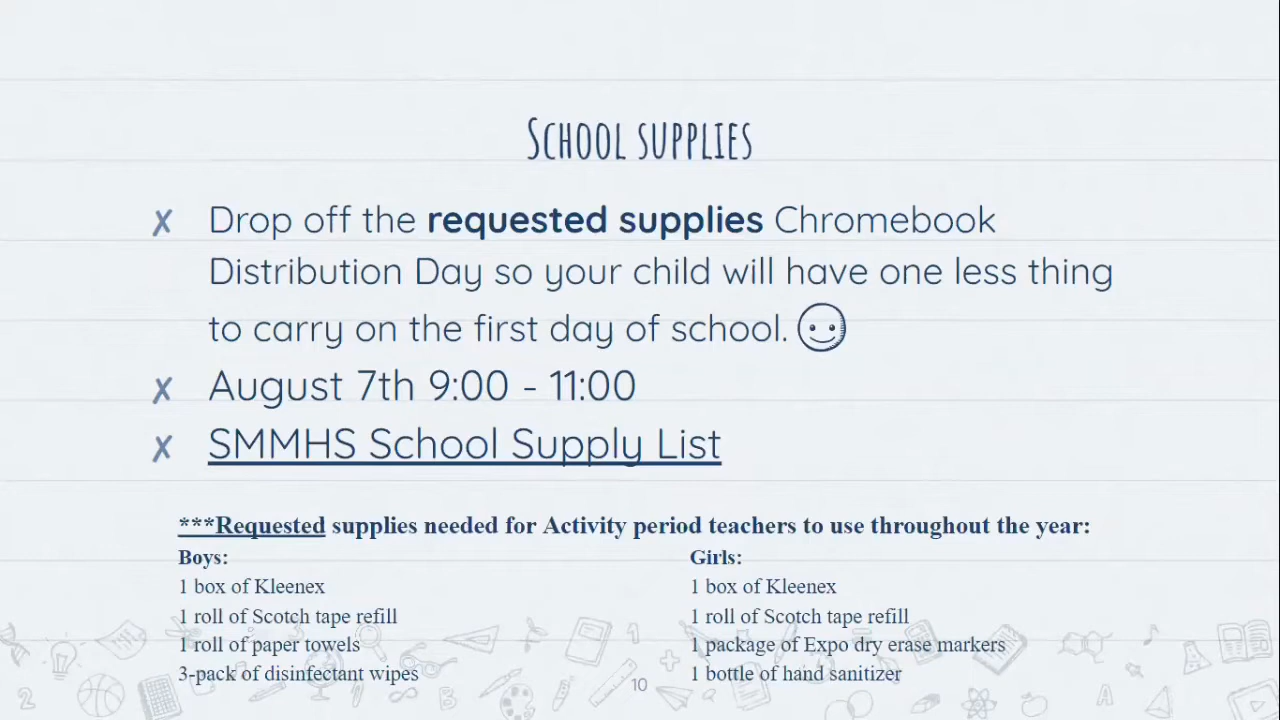 School supplies
✗ Drop off the requested supplies Chromebook
Distribution Day so your child will have one less thing
to carry on the first day of school.
✗ August 7th 9:00 - 11:00
✗ SMMHS School Supply List
***Requested supplies needed for Activity period teachers to use throughout the year:
Boys:
1 box of Kleenex
1 roll of Scotch tape refill
1 roll of paper towels
3-pack of disinfectant wipes
Girls:
1 box of Kleenex
1 roll of Scotch tape refill
1 package of Expo dry erase markers
1 bottle of hand sanitizer
10